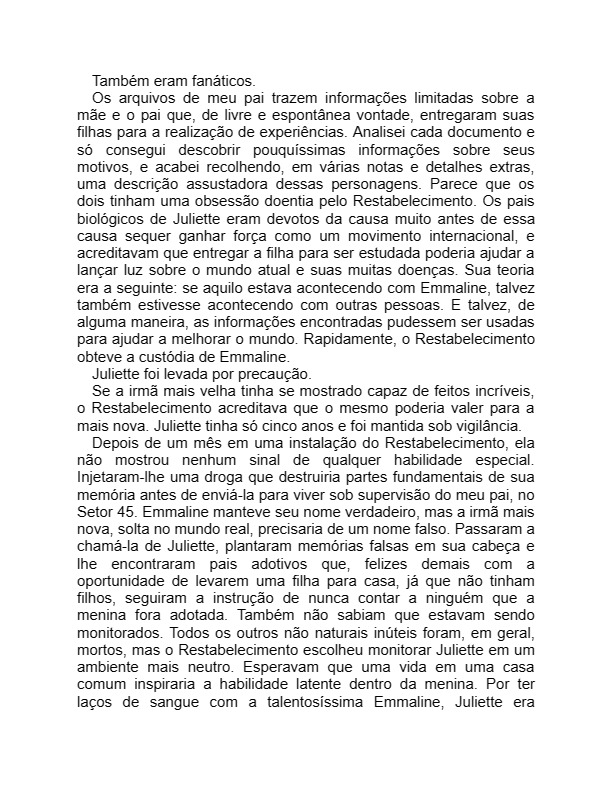 Também eram fanáticos.
Os arquivos de meu pai trazem informações limitadas sobre a
mãe e o pai que, de livre e espontânea vontade, entregaram suas
filhas para a realização de experiências. Analisei cada documento e
só consegui descobrir pouquíssimas informações sobre seus
motivos, e acabei recolhendo, em várias notas e detalhes extras,
uma descrição assustadora dessas personagens. Parece que os
dois tinham uma obsessão doentia pelo Restabelecimento. Os pais
biológicos de Juliette eram devotos da causa muito antes de essa
causa sequer ganhar força como um movimento internacional, e
acreditavam que entregar a filha para ser estudada poderia ajudar a
lançar luz sobre o mundo atual e suas muitas doenças. Sua teoria
era a seguinte: se aquilo estava acontecendo com Emmaline, talvez
também estivesse acontecendo com outras pessoas. E talvez, de
alguma maneira, as informações encontradas pudessem ser usadas
para ajudar a melhorar o mundo. Rapidamente, o Restabelecimento
obteve a custódia de Emmaline.
Juliette foi levada por precaução.
Se a irmã mais velha tinha se mostrado capaz de feitos incríveis,
o Restabelecimento acreditava que o mesmo poderia valer para a
mais nova. Juliette tinha só cinco anos e foi mantida sob vigilância.
Depois de um mês em uma instalação do Restabelecimento, ela
não mostrou nenhum sinal de qualquer habilidade especial.
Injetaram-lhe uma droga que destruiria partes fundamentais de sua
memória antes de enviá-la para viver sob supervisão do meu pai, no
Setor 45. Emmaline manteve seu nome verdadeiro, mas a irmã mais
nova, solta no mundo real, precisaria de um nome falso. Passaram a
chamá-la de Juliette, plantaram memórias falsas em sua cabeça e
lhe encontraram pais adotivos que, felizes demais com a
oportunidade de levarem uma filha para casa, já que não tinham
filhos, seguiram a instrução de nunca contar a ninguém que a
menina fora adotada. Também não sabiam que estavam sendo
monitorados. Todos os outros não naturais inúteis foram, em geral,
mortos, mas o Restabelecimento escolheu monitorar Juliette em um
ambiente mais neutro. Esperavam que uma vida em uma casa
comum inspiraria a habilidade latente dentro da menina. Por ter
laços de sangue com a talentosíssima Emmaline, Juliette era